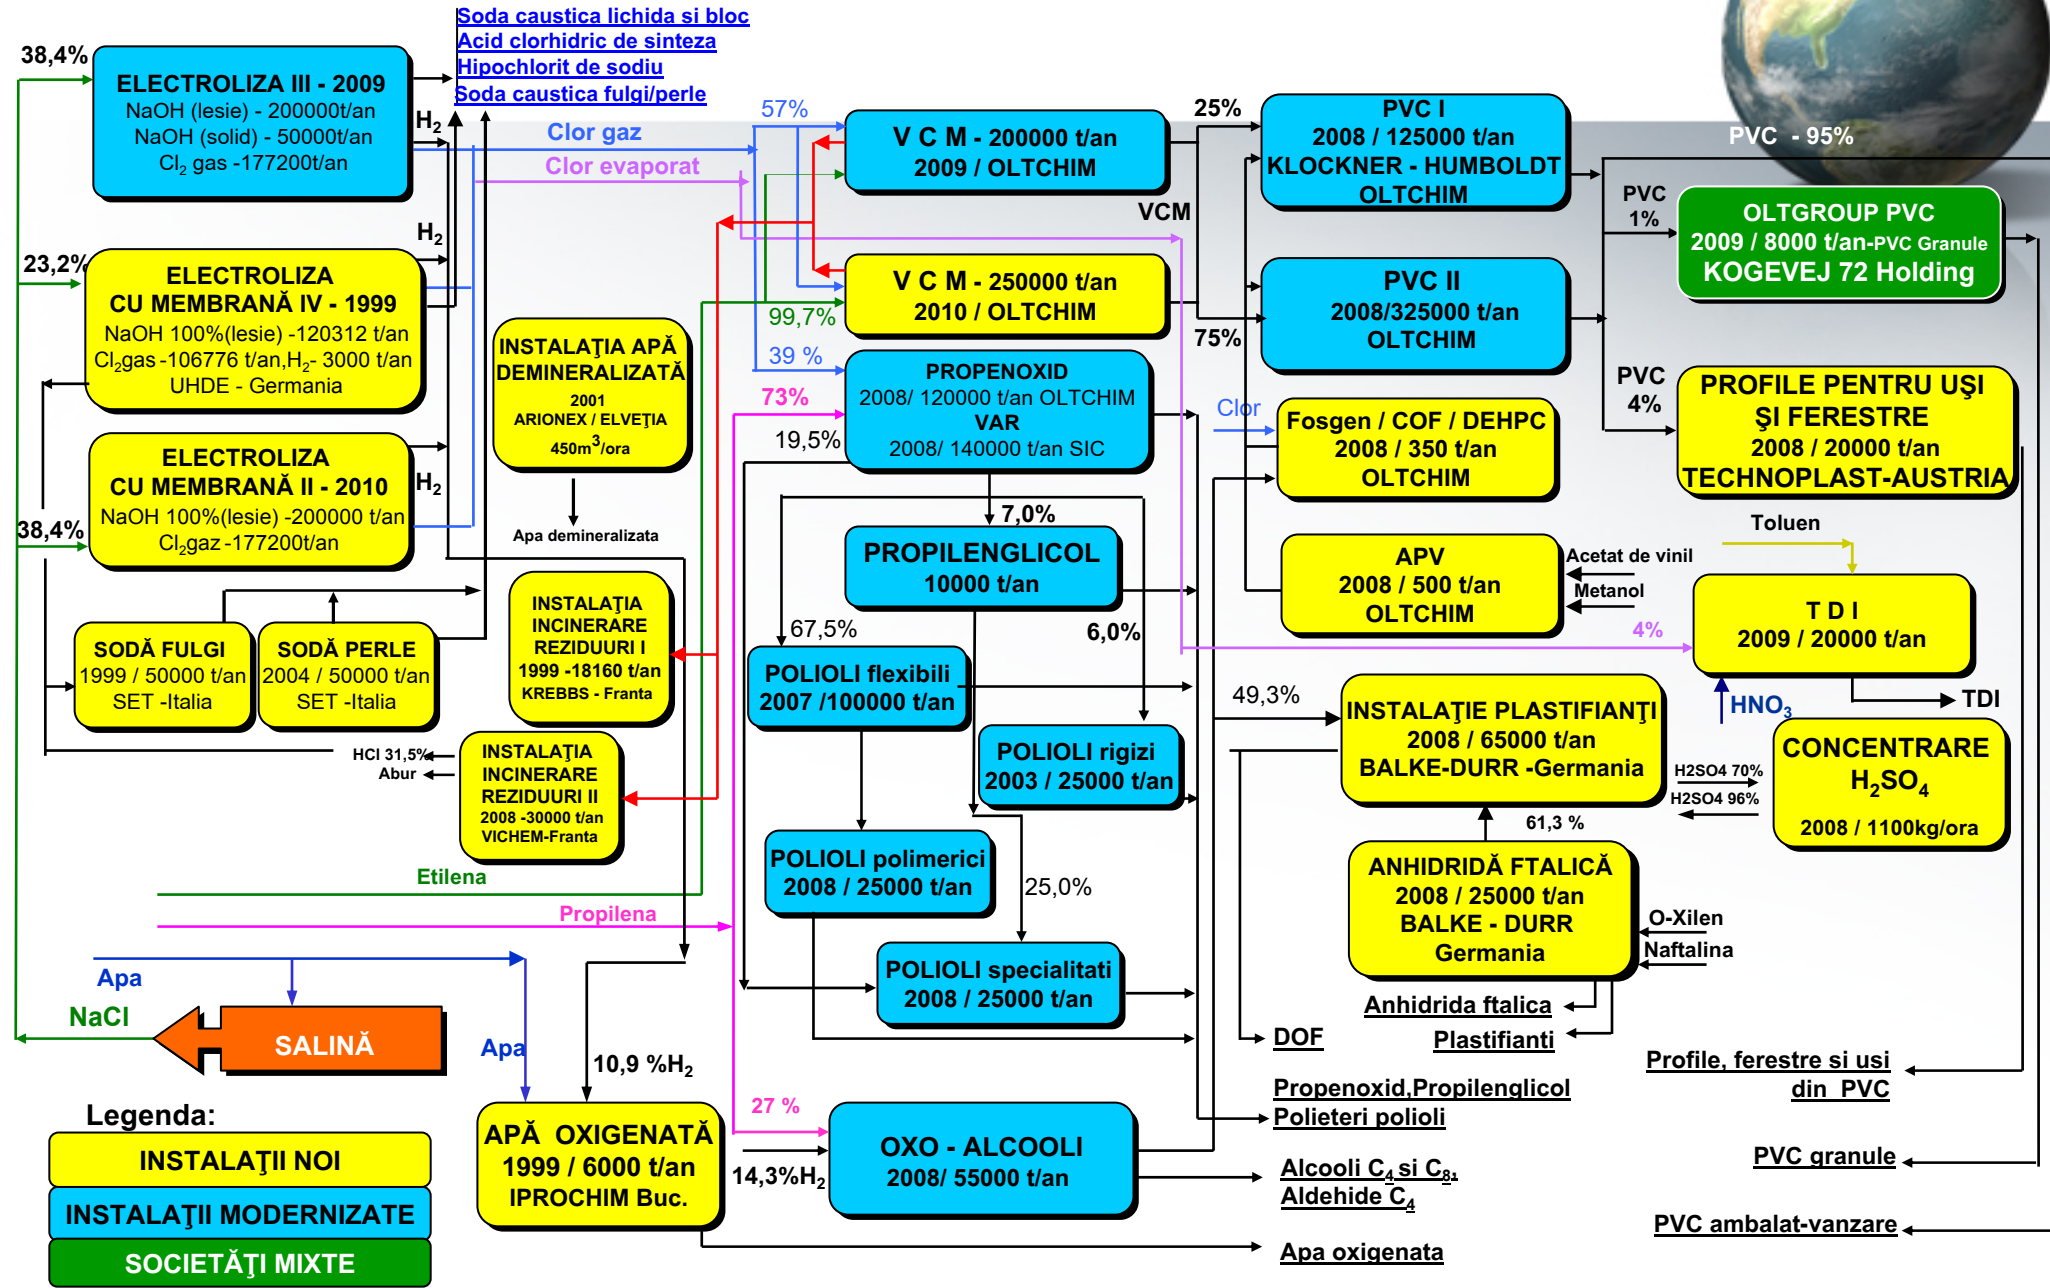 Soda caustica lichida si bloc
Acid clorhidric de sinteza
Hipochlorit de sodiu
Soda caustica fulgi/perle
38,4%
ELECTROLIZA III - 2009
NaOH (lesie) - 200000t/an
NaOH (solid) - 50000t/an
Cl2 gas -177200t/an
H2
Clor gaz
Clor evaporat
57%
V C M - 200000 t/an
2009 / OLTCHIM
25%
PVC I
2008 / 125000 t/an
KLOCKNER - HUMBOLDT
OLTCHIM
PVC - 95%
PVC
1%
OLTGROUP PVC
2009 / 8000 t/an-PVC Granule
KOGEVEJ 72 Holding
VCM
H2
23,2%
ELECTROLIZA
CU MEMBRANĂ IV - 1999
NaOH 100%(lesie) -120312 t/an
Cl2gas -106776 t/an,H2- 3000 t/an
UHDE - Germania
V C M - 250000 t/an
2010 / OLTCHIM
99,7%
75%
PVC II
2008/325000 t/an
OLTCHIM
INSTALAŢIA APĂ
DEMINERALIZATĂ
2001
ARIONEX / ELVEŢIA
450m3/ora
Apa demineralizata
39 %
73%
19,5%
PROPENOXID
2008/ 120000 t/an OLTCHIM
VAR
2008/ 140000 t/an SIC
PVC
4%
PROFILE PENTRU UŞI
ŞI FERESTRE
2008 / 20000 t/an
TECHNOPLAST-AUSTRIA
Clor
Fosgen / COF / DEHPC
2008 / 350 t/an
OLTCHIM
ELECTROLIZA
CU MEMBRANĂ II - 2010
NaOH 100%(lesie) -200000 t/an
Cl2gaz -177200t/an
H2
38,4%
7,0%
PROPILENGLICOL
10000 t/an
APV
2008 / 500 t/an
OLTCHIM
Acetat de vinil
Metanol
Toluen
T D I
2009 / 20000 t/an
4%
HNO3
TDI
INSTALAŢIA
INCINERARE
REZIDUURI I
1999 -18160 t/an
KREBBS - Franta
67,5%
6,0%
SODĂ FULGI
1999 / 50000 t/an
SET -Italia
SODĂ PERLE
2004 / 50000 t/an
SET -Italia
POLIOLI flexibili
2007 /100000 t/an
49,3%
INSTALAŢIE PLASTIFIANŢI
2008 / 65000 t/an
BALKE-DURR -Germania
CONCENTRARE
H2SO4
2008 / 1100kg/ora
H2SO4 70%
H2SO4 96%
HCl 31,5%
Abur
INSTALAŢIA
INCINERARE
REZIDUURI II
2008 -30000 t/an
VICHEM-Franta
POLIOLI rigizi
2003 / 25000 t/an
61,3 %
POLIOLI polimerici
2008 / 25000 t/an
25,0%
ANHIDRIDĂ FTALICĂ
2008 / 25000 t/an
BALKE - DURR
Germania
O-Xilen
Naftalina
Etilena
Propilena
POLIOLI specialitati
2008 / 25000 t/an
Apa
NaCl
SALINĂ
Apa
10,9 %H2
Anhidrida ftalica
DOF
Plastifianti
Profile, ferestre si usi
din PVC
Propenoxid,Propilenglicol
Polieteri polioli
Legenda:
INSTALAŢII NOI
INSTALAŢII MODERNIZATE
SOCIETĂŢI MIXTE
APĂ OXIGENATĂ
1999 / 6000 t/an
IPROCHIM Buc.
27 %
14,3%H2
OXO - ALCOOLI
2008/ 55000 t/an
Alcooli C4 si C8,
Aldehide C4
PVC granule
PVC ambalat-vanzare
Apa oxigenata